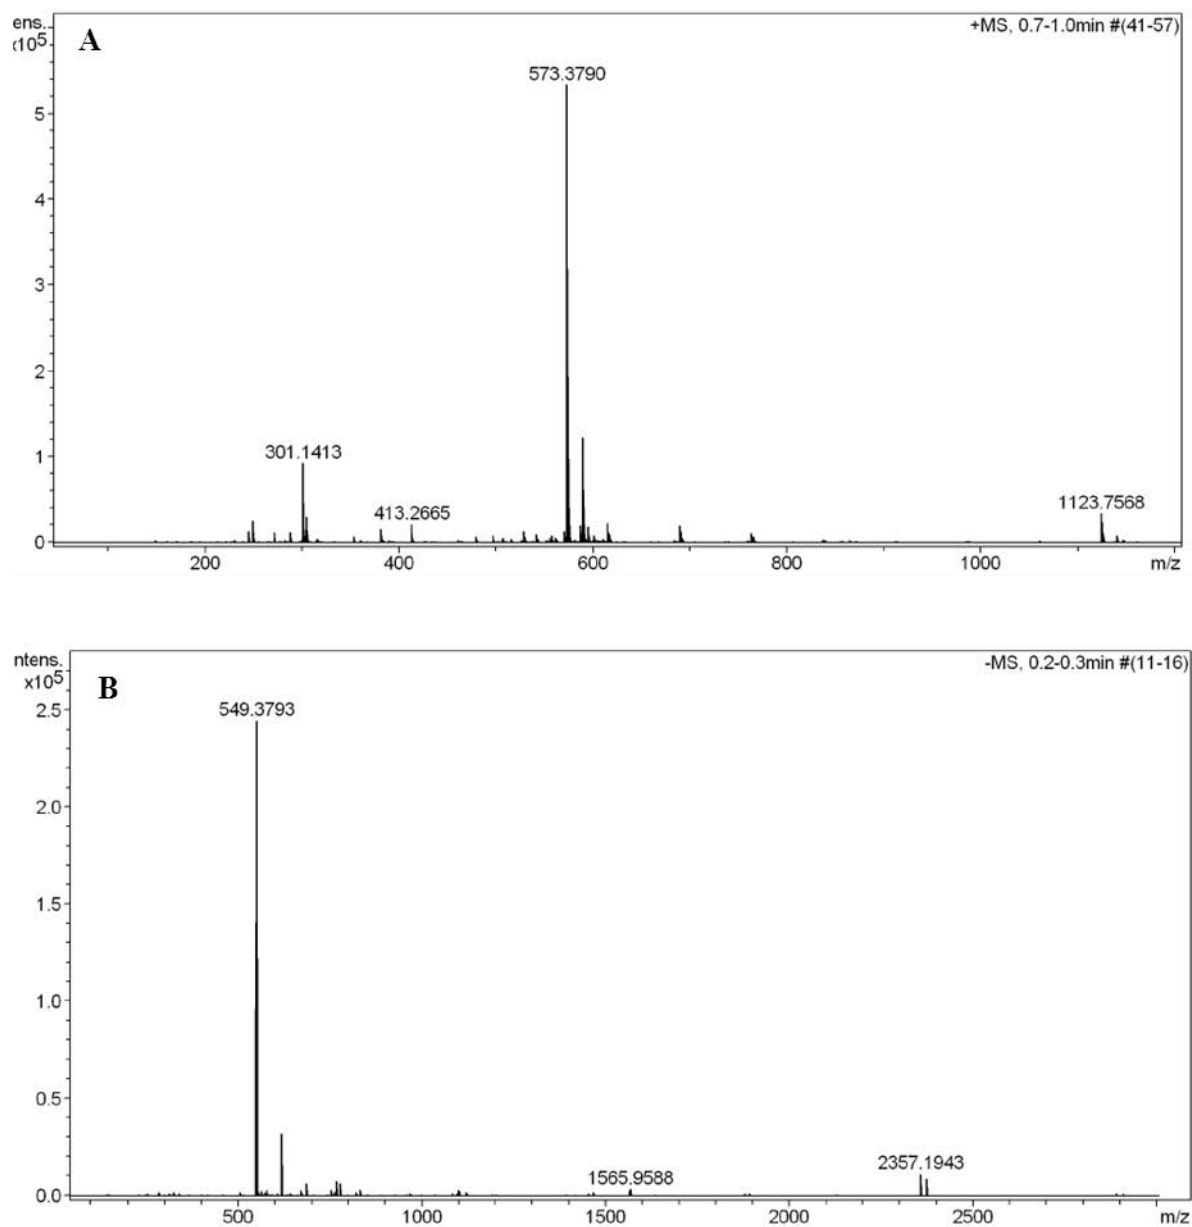 ens.
x10⁵
A
+MS, 0.7-1.0min #(41-57)
573.3790
5
4
3
2
1
0
301.1413
413.2665
1123.7568
200
400
600
800
1000
m/z
ntens.
x10⁵
B
-MS, 0.2-0.3min #(11-16)
549.3793
2.5
2.0
1.5
1.0
0.5
0.0
1565.9588
2357.1943
500
1000
1500
2000
2500
m/z